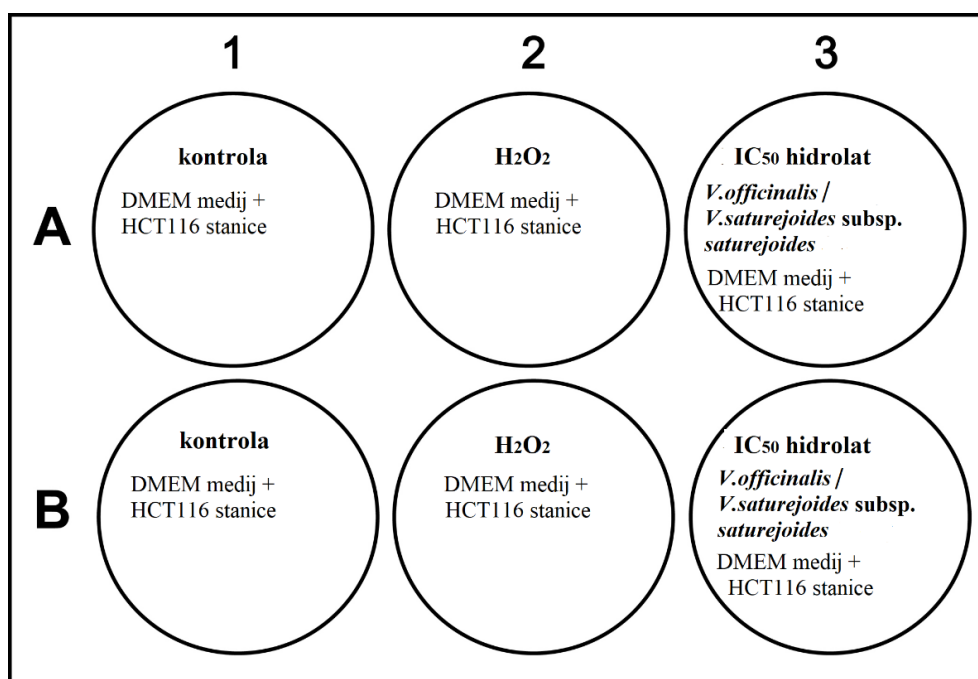 1 2 3
A
kontrola
DMEM medij +
HCT116 stanice
H2O2
DMEM medij +
HCT116 stanice
IC50 hidrolat
V.officinalis /
V.saturejoides subsp.
saturejoides
DMEM medij +
HCT116 stanice
B
kontrola
DMEM medij +
HCT116 stanice
H2O2
DMEM medij +
HCT116 stanice
IC50 hidrolat
V.officinalis /
V.saturejoides subsp.
saturejoides
DMEM medij +
HCT116 stanice